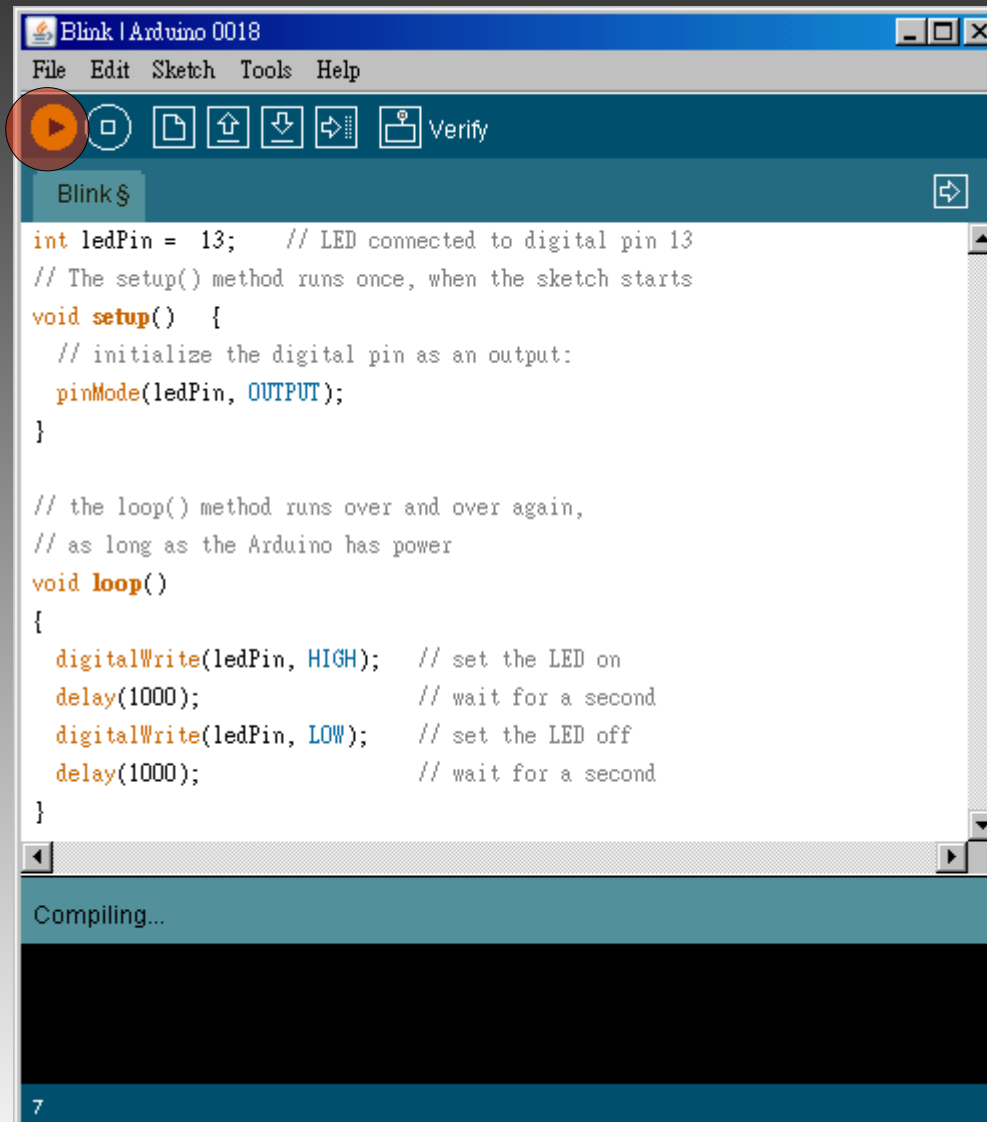 Blink | Arduino 0018
File Edit Sketch Tools Help
Verify
Blink §
int ledPin =  13;    // LED connected to digital pin 13
// The setup() method runs once, when the sketch starts
void setup()   {
  // initialize the digital pin as an output:
  pinMode(ledPin, OUTPUT);
}
// the loop() method runs over and over again,
// as long as the Arduino has power
void loop()
{
  digitalWrite(ledPin, HIGH);   // set the LED on
  delay(1000);                  // wait for a second
  digitalWrite(ledPin, LOW);    // set the LED off
  delay(1000);                  // wait for a second
}
Compiling...
7